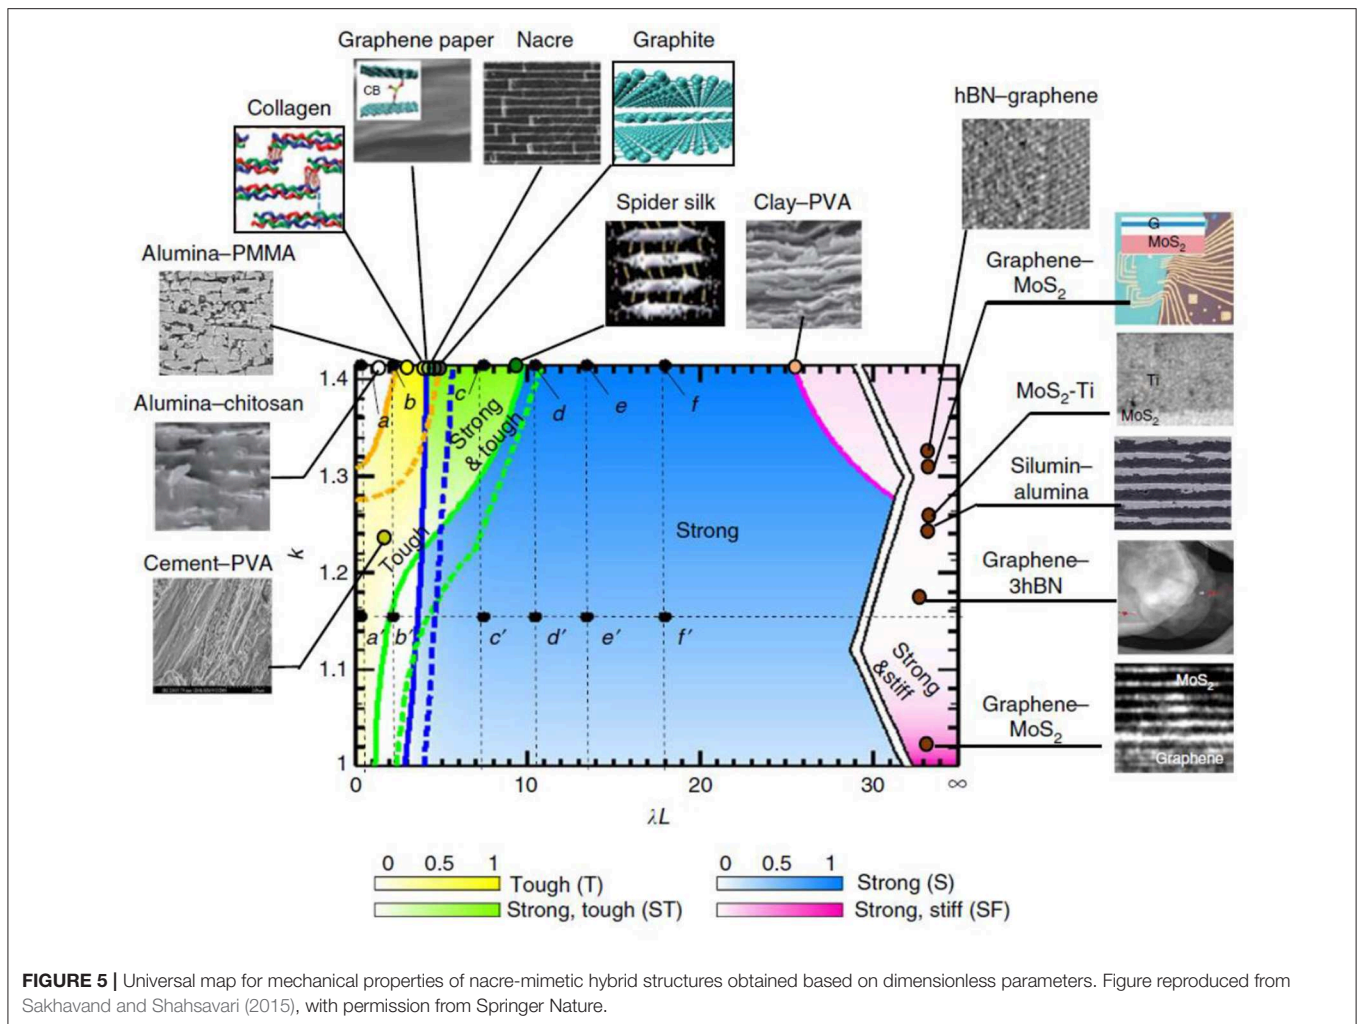 Graphene paper
Nacre
Graphite
CB
Collagen
hBN–graphene
Spider silk
Clay–PVA
Alumina–PMMA
G
MoS2
Graphene–
MoS2
Ti
MoS2
MoS2-Ti
Alumina–chitosan
Silumin–
alumina
Cement–PVA
Graphene–
3hBN
MoS2
Graphene
Graphene–
MoS2
1.4
1.3
1.2
1.1
1
k
a
b
c
d
e
f
Strong
& tough
Tough
Strong
Strong
&stiff
a′
b′
c′
d′
e′
f′
0
10
20
30
∞
λL
0 0.5 1
Tough (T)
Strong, tough (ST)
0 0.5 1
Strong (S)
Strong, stiff (SF)
FIGURE 5 | Universal map for mechanical properties of nacre-mimetic hybrid structures obtained based on dimensionless parameters. Figure reproduced from
Sakhavand and Shahsavari (2015), with permission from Springer Nature.